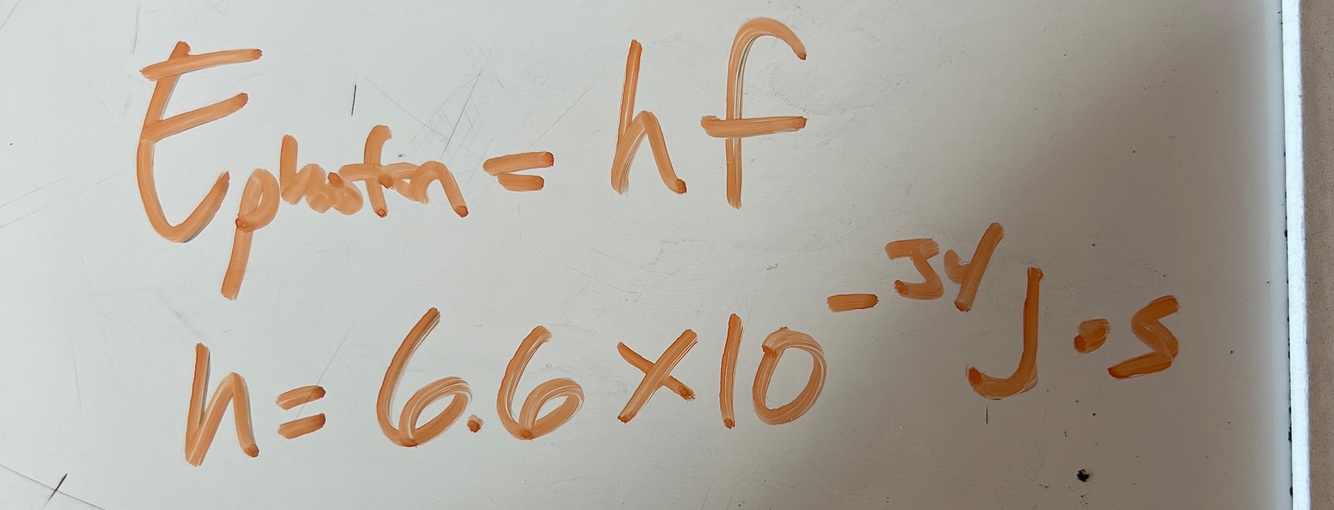 Ephoton = hf
h = 6.6 × 10^-34 J·s